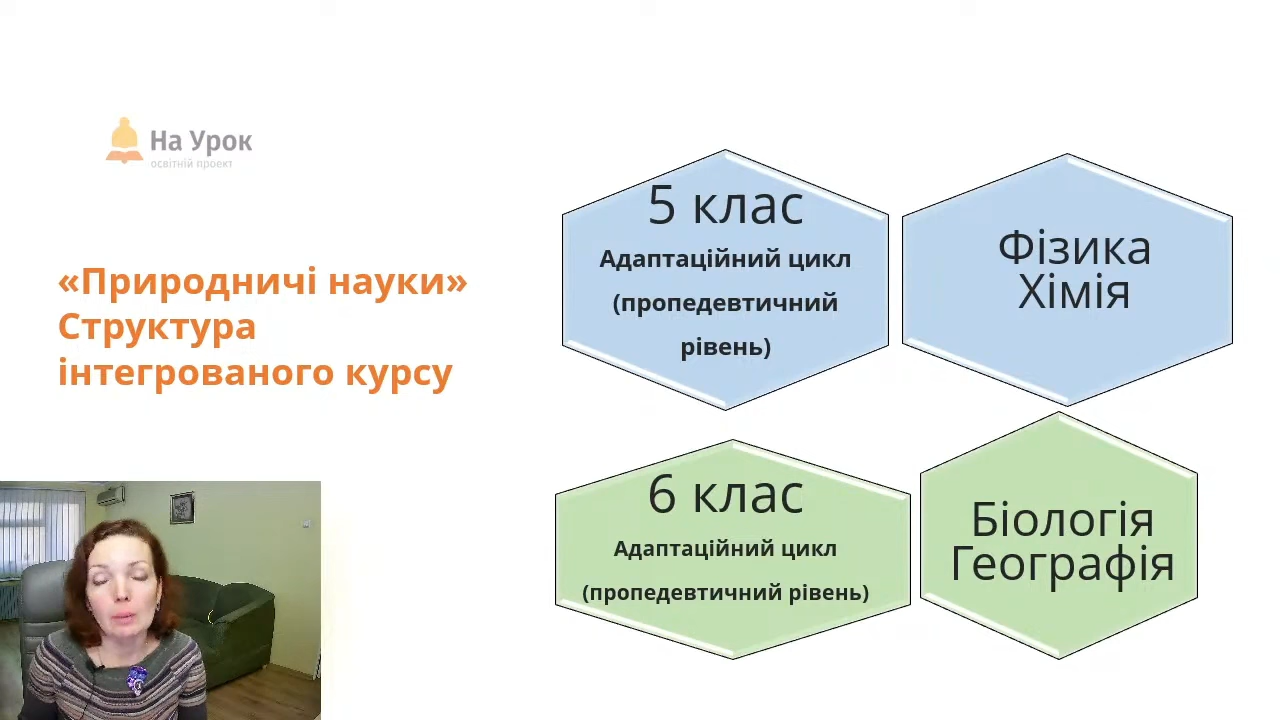 На Урок
освітній проект
«Природничі науки»
Структура
інтегрованого курсу
5 клас
Адаптаційний цикл
(пропедевтичний
рівень)
Фізика
Хімія
6 клас
Адаптаційний цикл
(пропедевтичний рівень)
Біологія
Географія